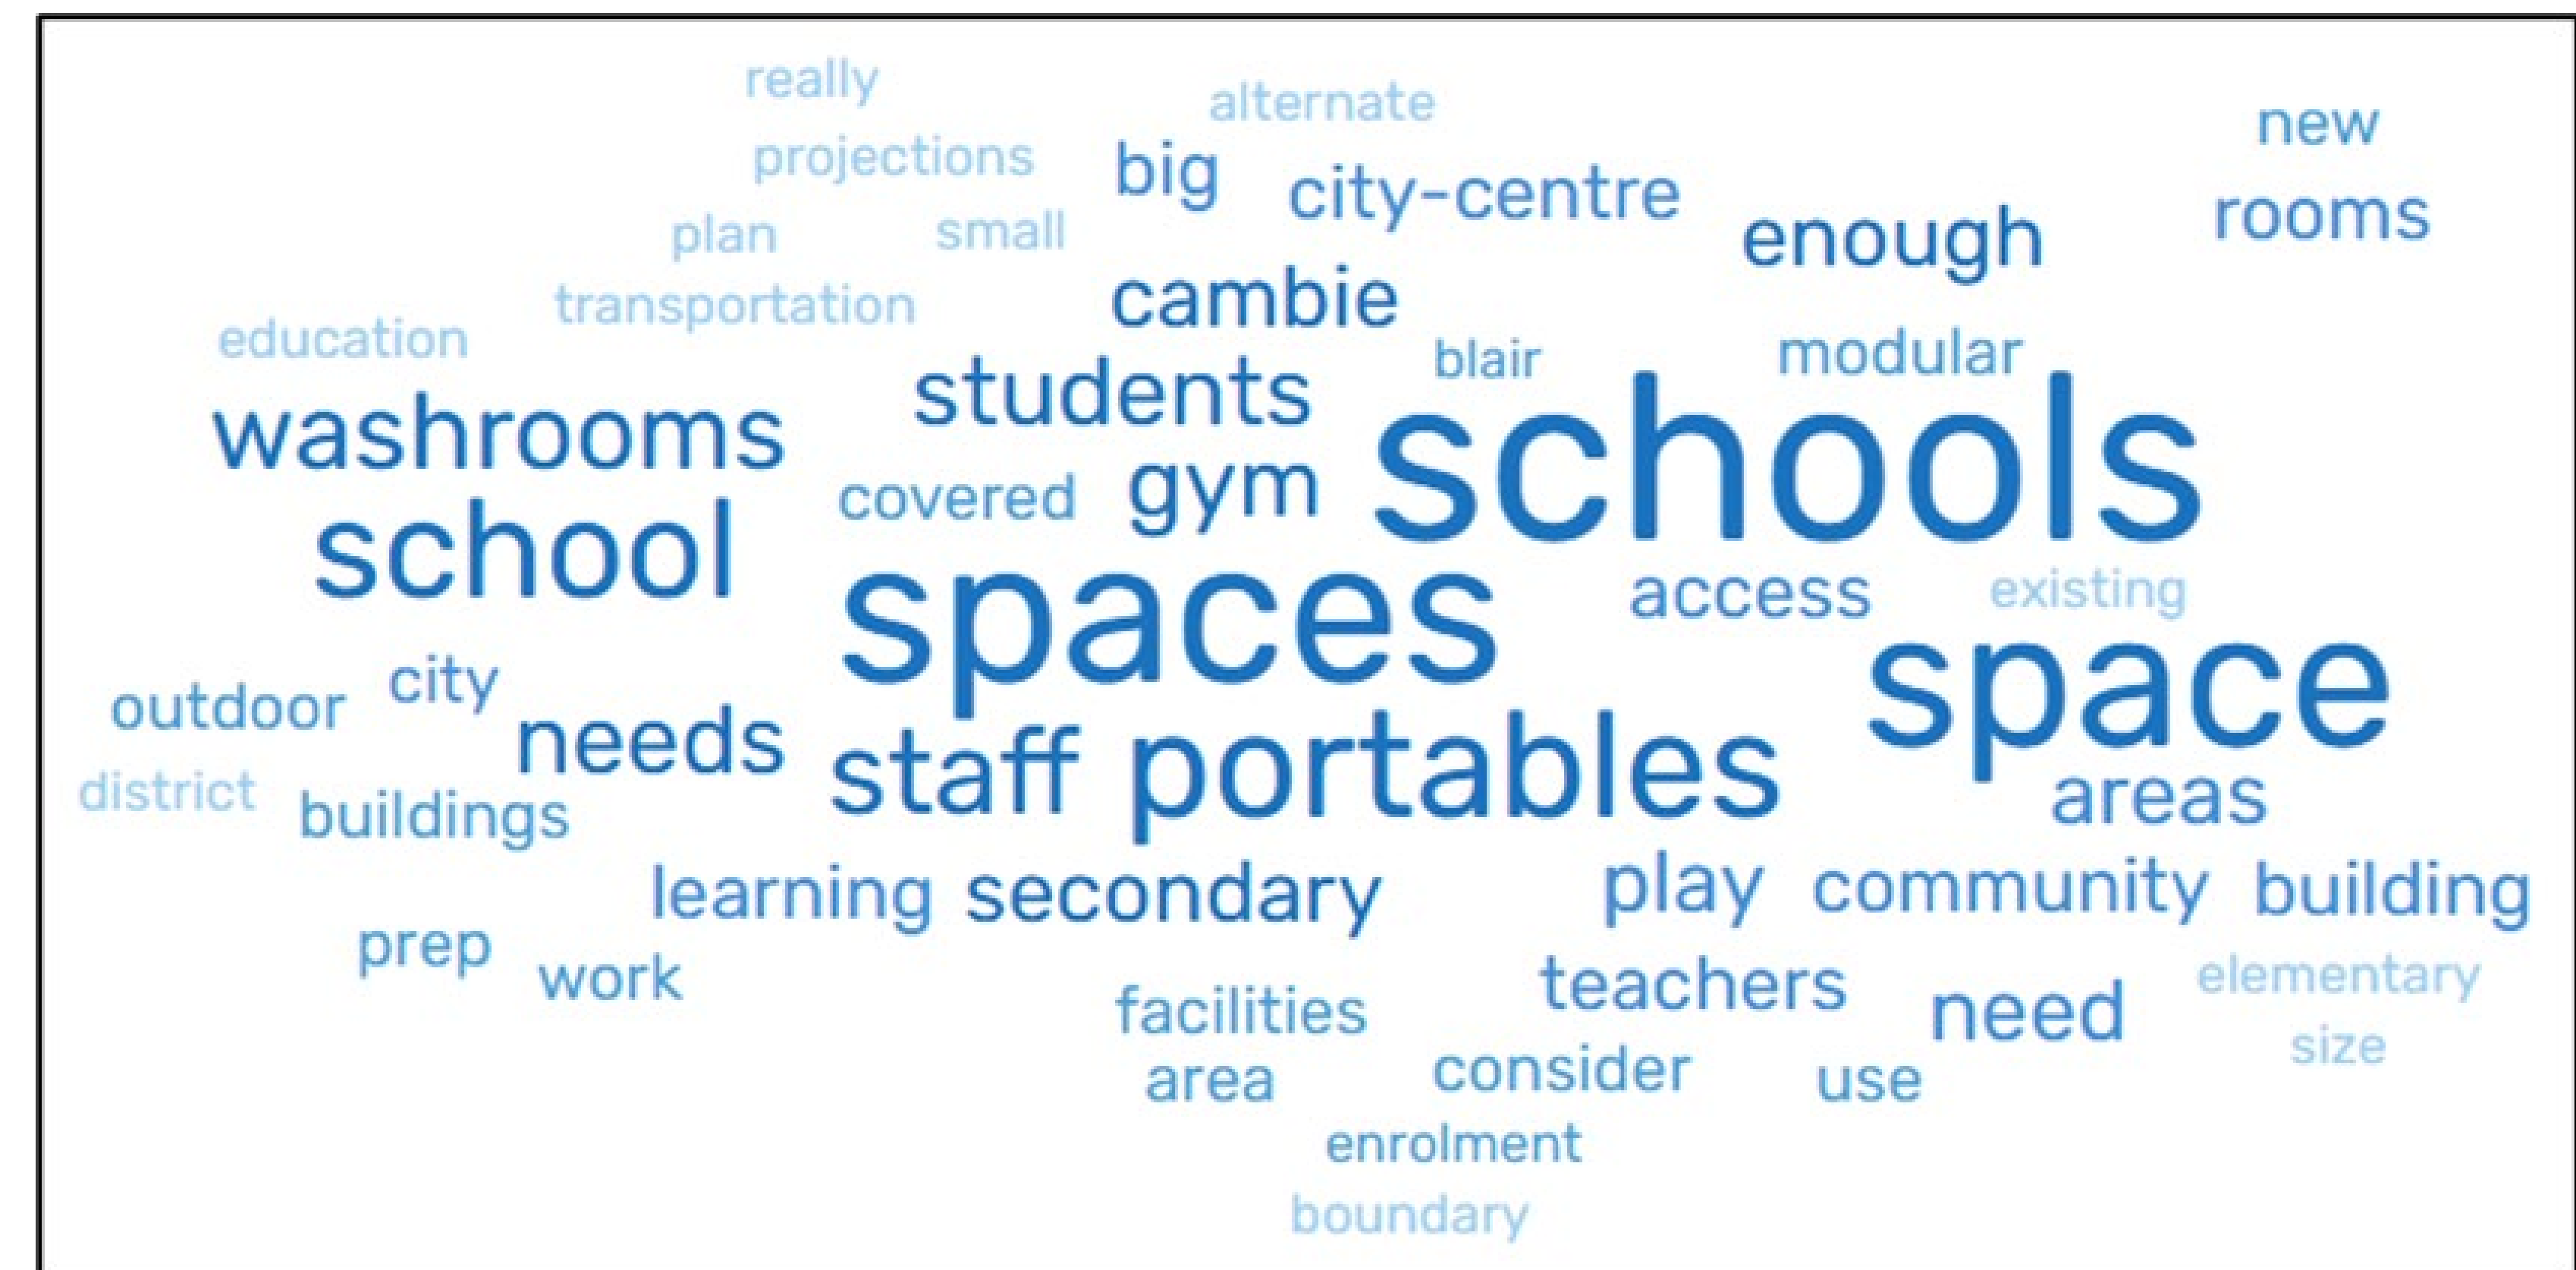 really
alternate
new
projections
big
city-centre
rooms
plan
small
enough
transportation
cambie
education
blair
modular
students
washrooms
schools
covered
gym
school
spaces
access
existing
city
outdoor
space
needs
staff
portables
district
buildings
areas
learning
secondary
play
community
building
prep
work
teachers
elementary
facilities
need
size
area
consider
use
enrolment
boundary